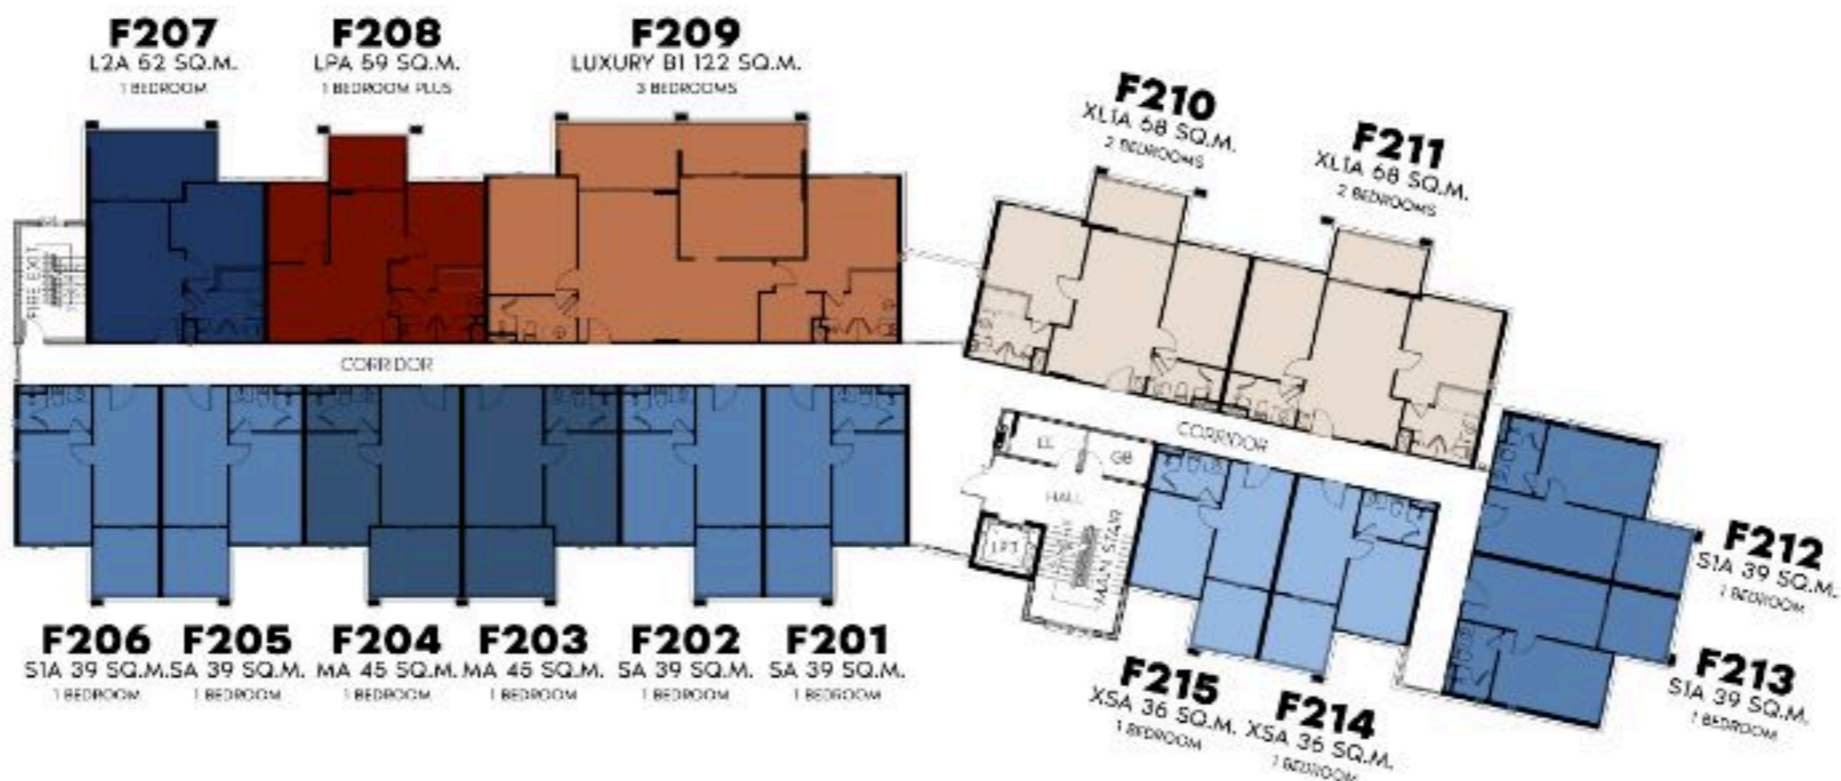 F207
L2A 62 SQ.M.
1 BEDROOM
F208
LPA 59 SQ.M.
1 BEDROOM PLUS
F209
LUXURY B1 122 SQ.M.
3 BEDROOMS
F210
XL1A 68 SQ.M.
2 BEDROOMS
F211
XL1A 68 SQ.M.
2 BEDROOMS
FIRE EXIT
CORRIDOR
CORRIDOR
EE
GB
HALL
LIFT
MAIN STAIR
F212
S1A 39 SQ.M.
1 BEDROOM
F213
S1A 39 SQ.M.
1 BEDROOM
F206
S1A 39 SQ.M.
1 BEDROOM
F205
SA 39 SQ.M.
1 BEDROOM
F204
MA 45 SQ.M.
1 BEDROOM
F203
MA 45 SQ.M.
1 BEDROOM
F202
SA 39 SQ.M.
1 BEDROOM
F201
SA 39 SQ.M.
1 BEDROOM
F215
XSA 36 SQ.M.
1 BEDROOM
F214
XSA 36 SQ.M.
1 BEDROOM